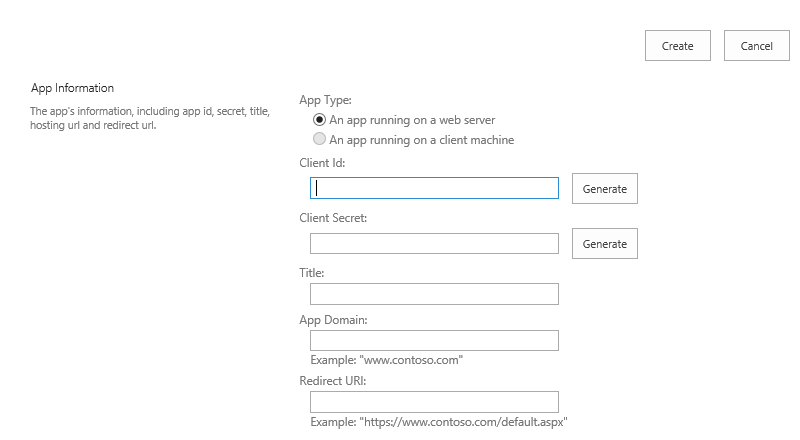 Create Cancel
App Information
The app's information, including app id, secret, title,
hosting url and redirect url.
App Type:
An app running on a web server
An app running on a client machine
Client Id:
Generate
Client Secret:
Generate
Title:
App Domain:
Example: "www.contoso.com"
Redirect URI:
Example: "https://www.contoso.com/default.aspx"